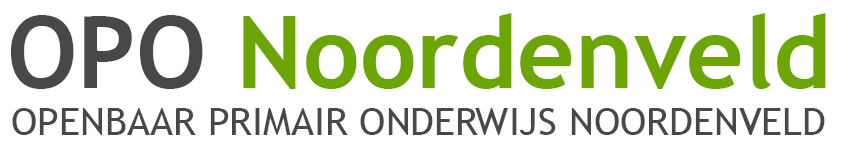 OPO Noordenveld
OPENBAAR PRIMAIR ONDERWIJS NOORDENVELD